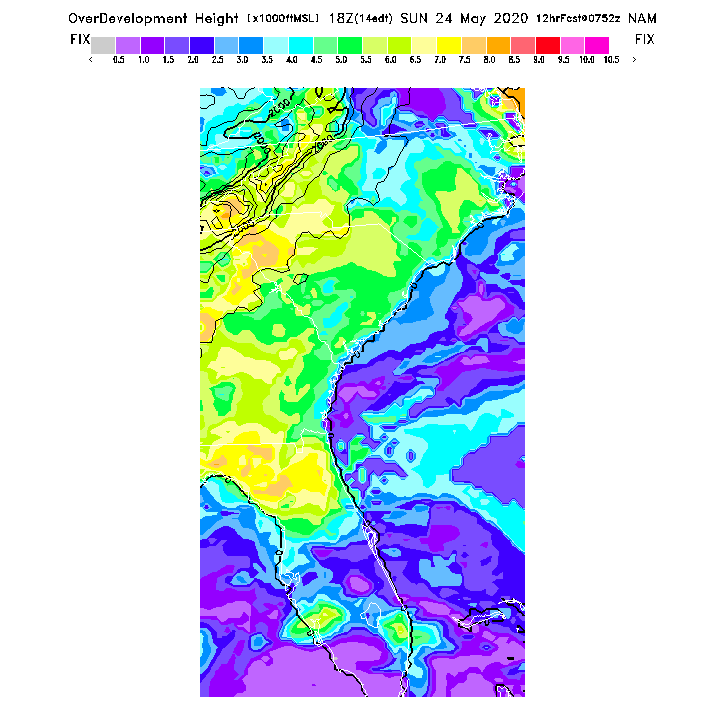 OverDevelopment Height [x1000ftMSL] 18Z(14edt) SUN 24 May 2020 12hrFcst@0752z NAM
FIX FIX
< 0.5 1.0 1.5 2.0 2.5 3.0 3.5 4.0 4.5 5.0 5.5 6.0 6.5 7.0 7.5 8.0 8.5 9.0 9.5 10.0 10.5 >
2000